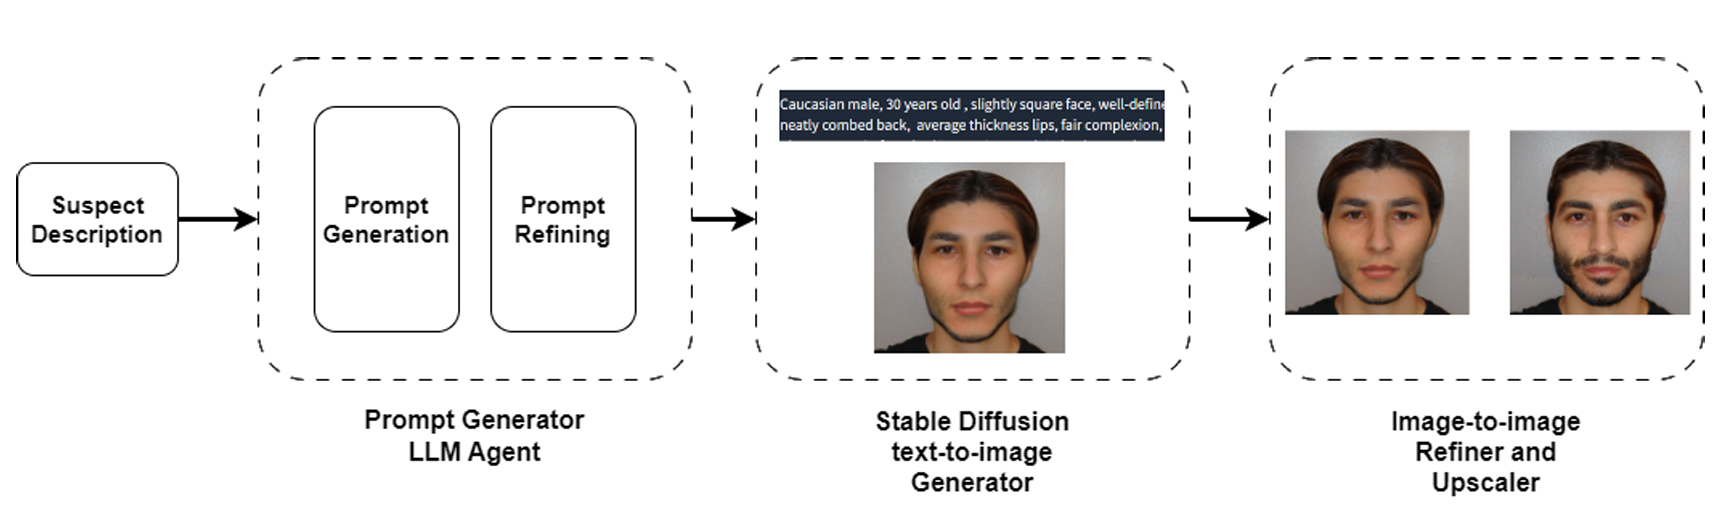 Suspect
Description
Prompt
Generation
Prompt
Refining
Caucasian male, 30 years old , slightly square face, well-define
neatly combed back,  average thickness lips, fair complexion,
Prompt Generator
LLM Agent
Stable Diffusion
text-to-image
Generator
Image-to-image
Refiner and
Upscaler